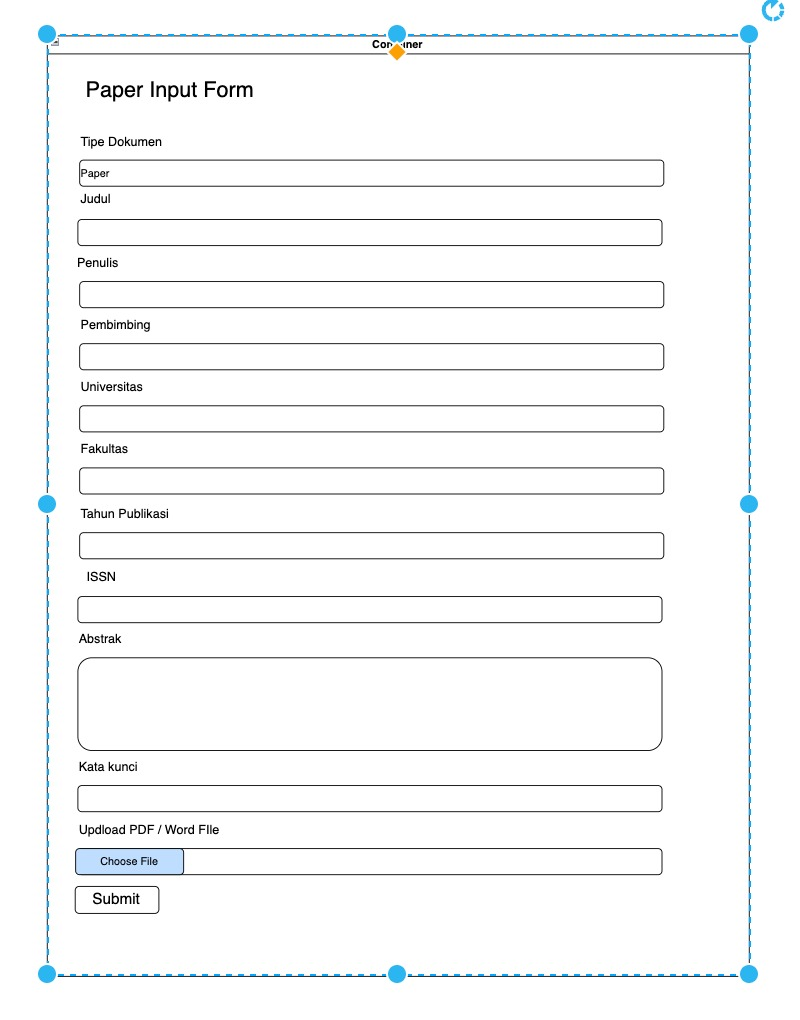 Paper Input Form
Tipe Dokumen
Paper
Judul
Penulis
Pembimbing
Universitas
Fakultas
Tahun Publikasi
ISSN
Abstrak
Kata kunci
Updload PDF / Word FIle
Choose File
Submit